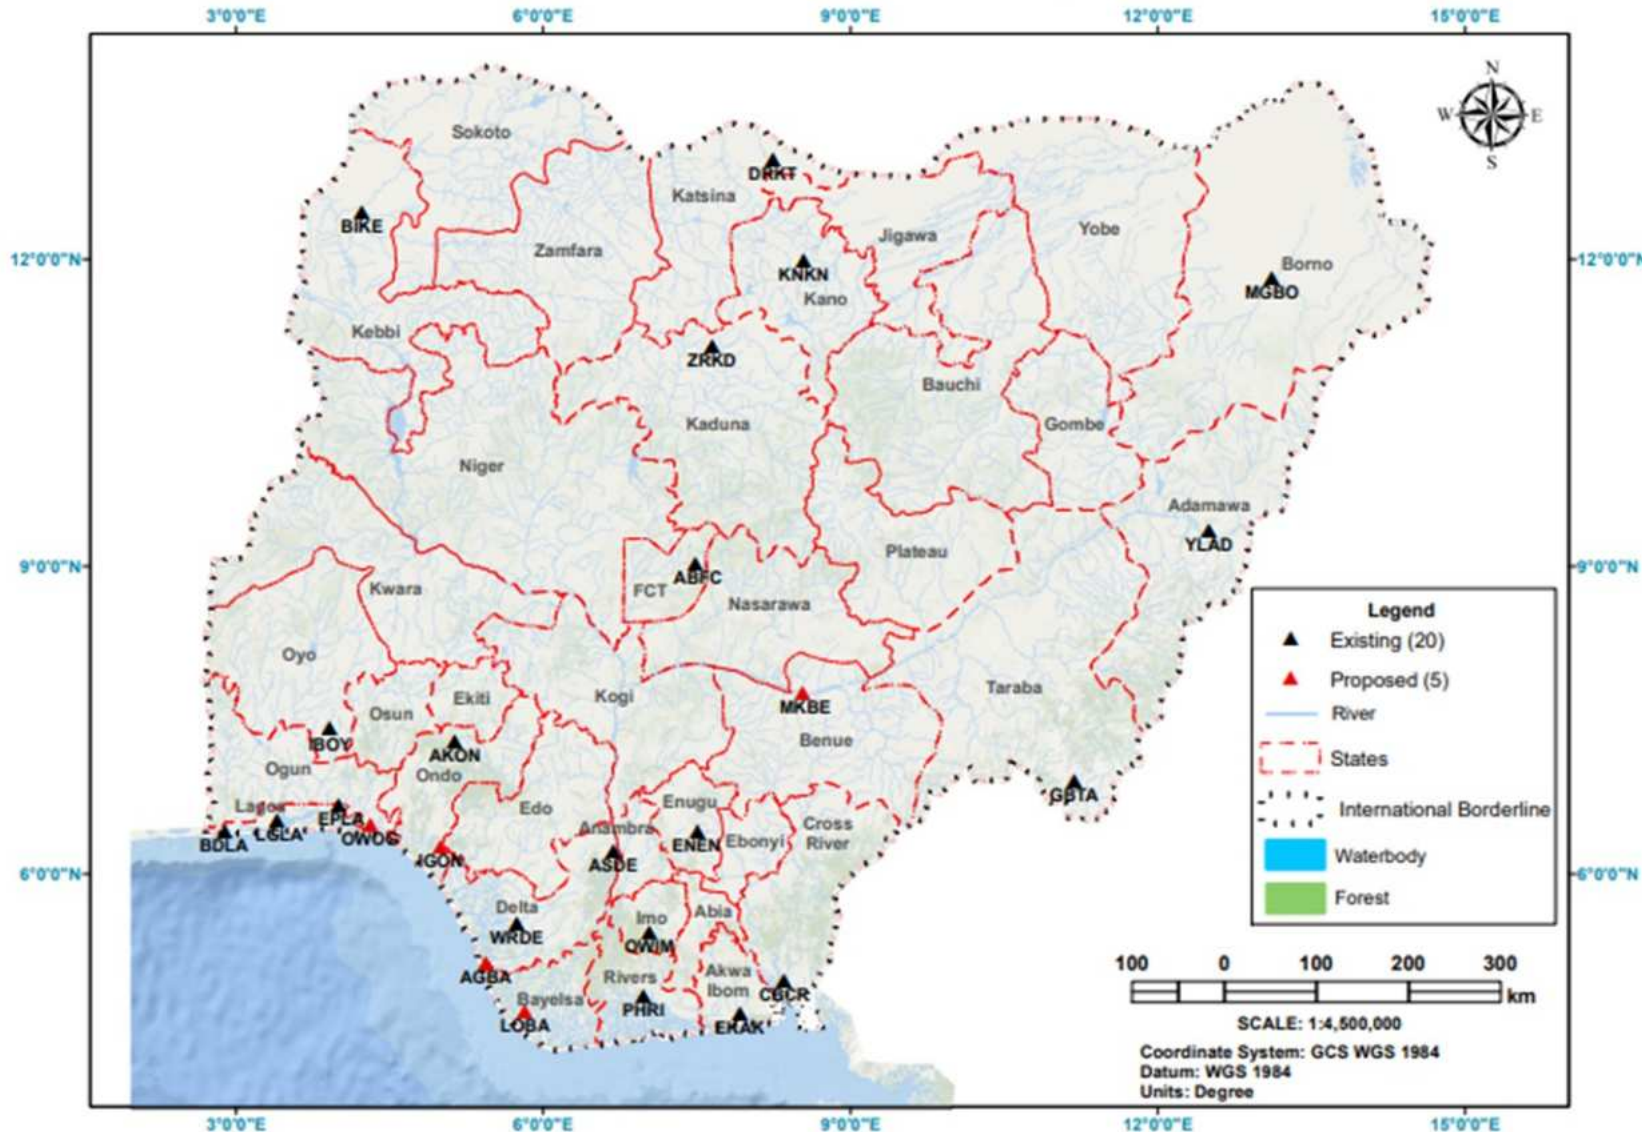 3°0'0"E 6°0'0"E 9°0'0"E 12°0'0"E 15°0'0"E
N
W E
S
Sokoto
DRKT
Katsina
BIKE
Yobe
Jigawa
Zamfara
12°0'0"N 12°0'0"N
Borno
KNKN
MGBO
Kano
Kebbi
ZRKD
Bauchi
Kaduna
Gombe
Niger
Adamawa
YLAD
Plateau
9°0'0"N 9°0'0"N
ABFC
FCT
Kwara
Nasarawa
Legend
Existing (20)
Oyo
Proposed (5)
Taraba
Ekiti
Kogi
MKBE
Osun
River
Benue
IBOY
AKON
States
Ogun
Ondo
GBTA
Enugu
Lagos
Edo
International Borderline
EPLA
Cross
River
Anambra
LGLA
OWOG
BDLA
ENEN
Ebonyi
IGON
ASDE
Waterbody
6°0'0"N 6°0'0"N
Forest
Delta
Imo
Abia
WRDE
OWIM
AGBA
Rivers
Akwa
Ibom
CBCR
Bayelsa
PHRI
LOBA
EKAK
100 0 100 200 300
km
SCALE: 1:4,500,000
Coordinate System: GCS WGS 1984
Datum: WGS 1984
Units: Degree
3°0'0"E 6°0'0"E 9°0'0"E 12°0'0"E 15°0'0"E